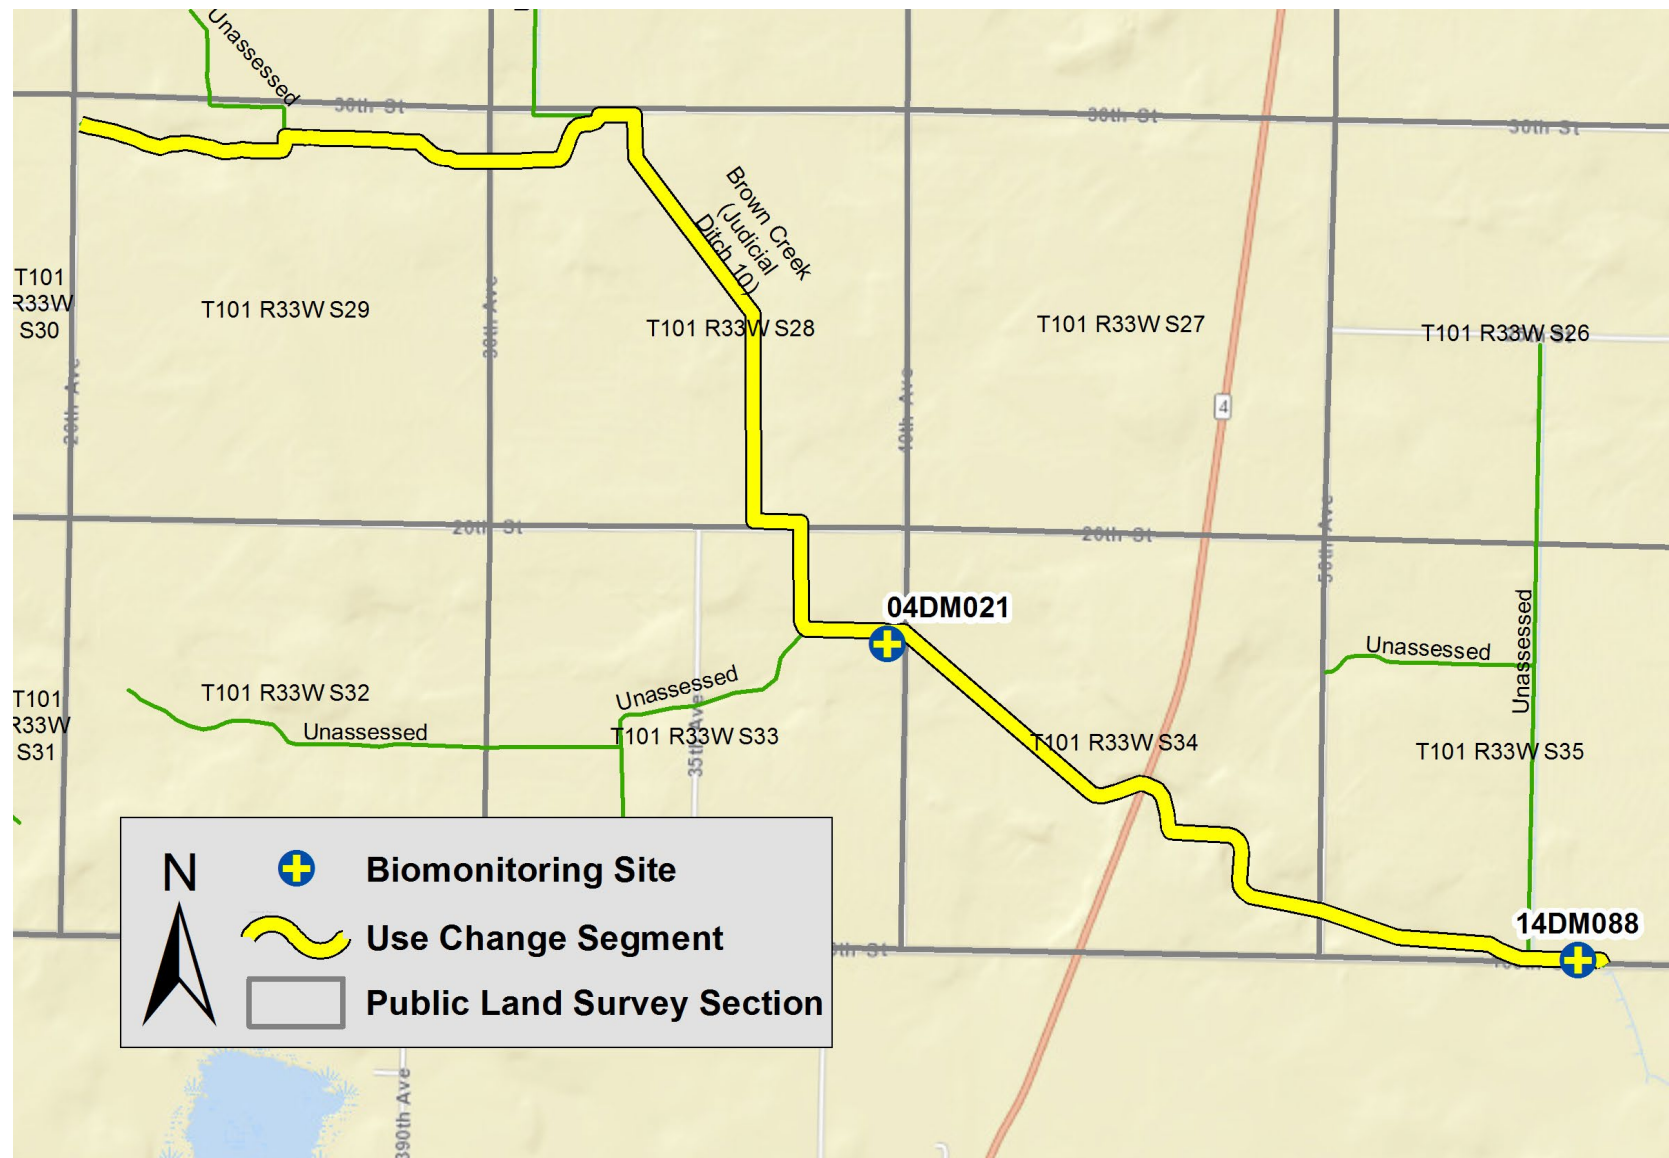 Unassessed
30th St
30th St
30th St
Brown Creek
(Judicial
Ditch 10)
T101
R33W
S30
T101 R33W S29
30th Ave
T101 R33W S28
T101 R33W S27
T101 R33W S26
25th St
20th Ave
40th Ave
4
50th Ave
20th St
20th St
04DM021
Unassessed
Unassessed
T101
R33W
S31
T101 R33W S32
Unassessed
Unassessed
35th Ave
T101 R33W S33
T101 R33W S34
T101 R33W S35
N
Biomonitoring Site
Use Change Segment
Public Land Survey Section
14DM088
390th Ave